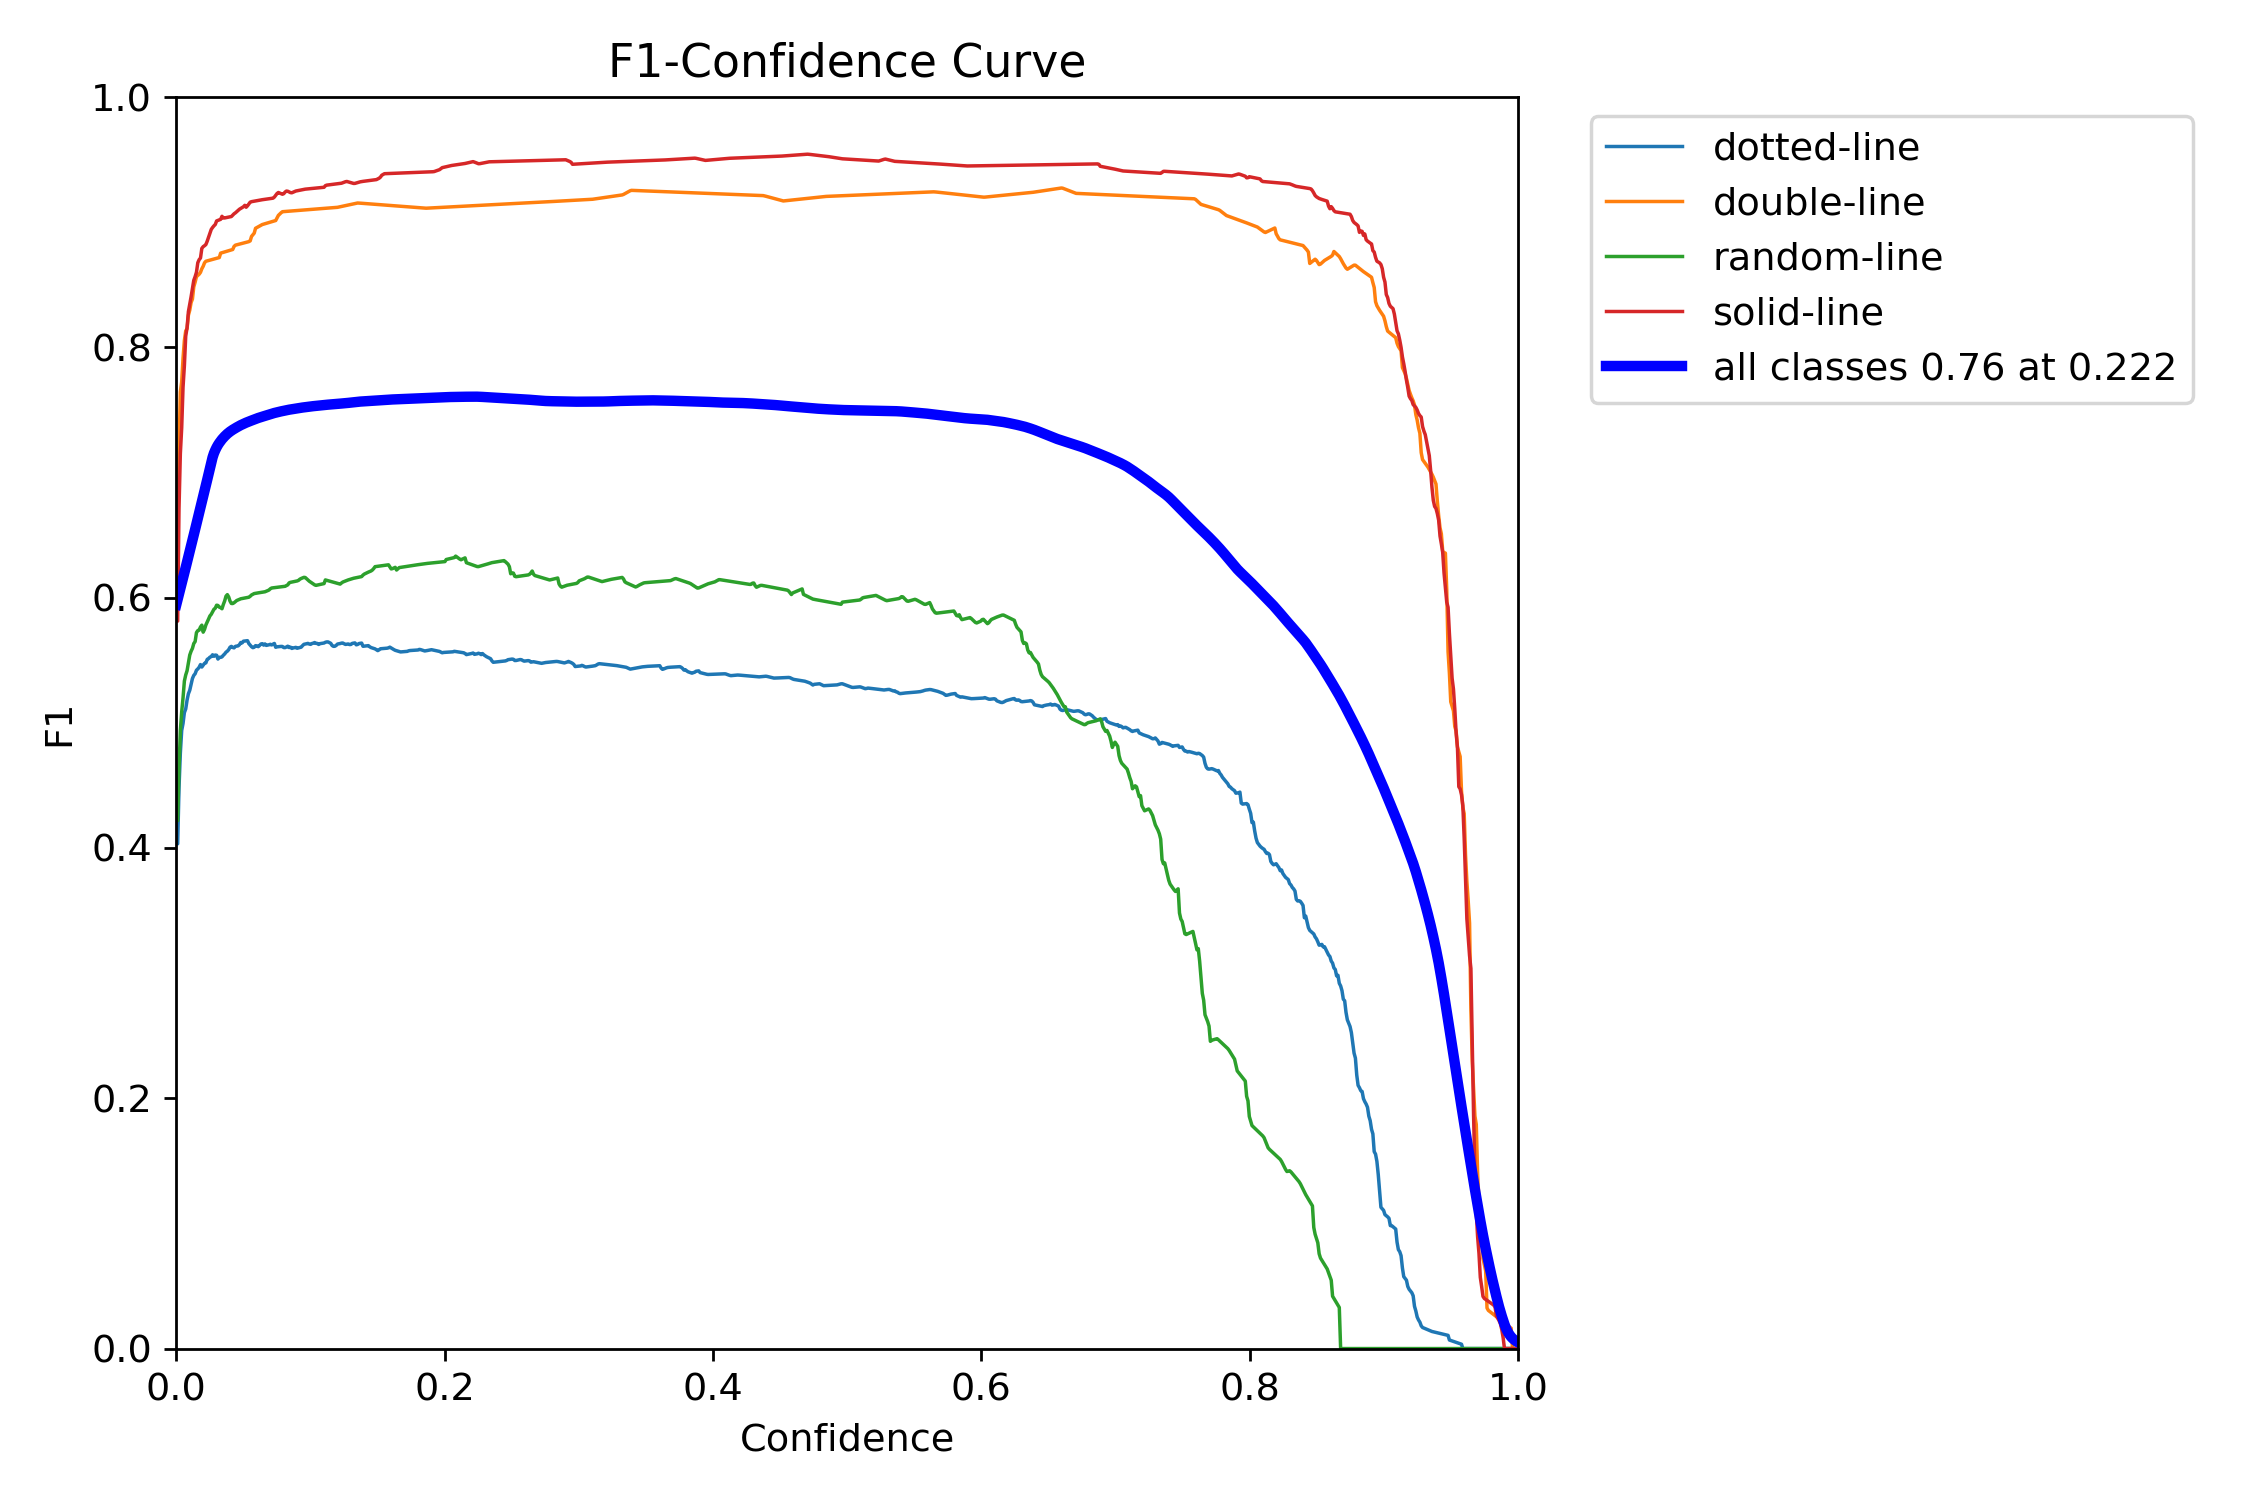 F1-Confidence Curve
1.0
0.8
0.6
0.4
0.2
0.0
F1
0.0 0.2 0.4 0.6 0.8 1.0
Confidence
dotted-line
double-line
random-line
solid-line
all classes 0.76 at 0.222